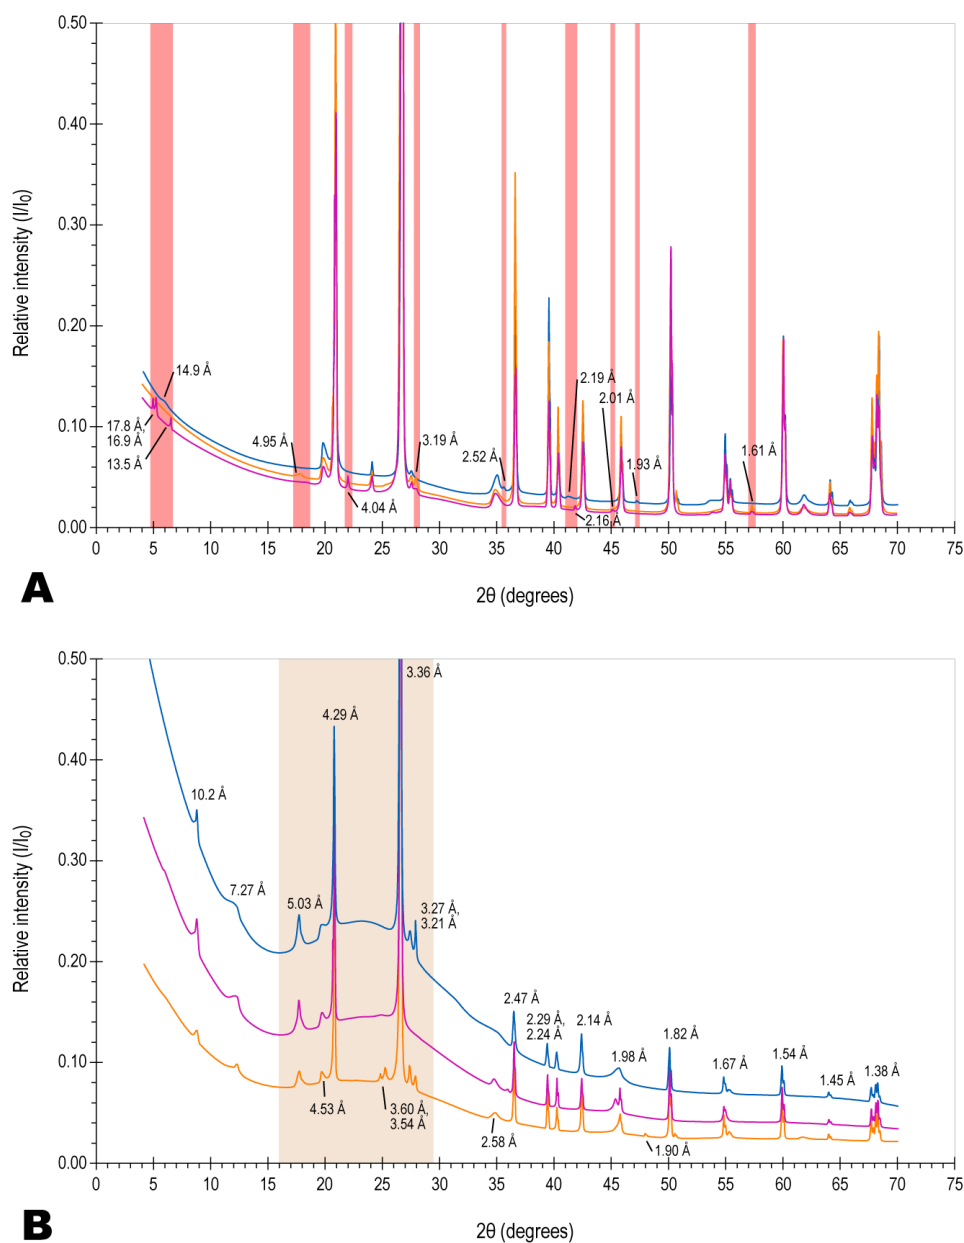 0.50
0.40
0.30
0.20
0.10
0.00
Relative intensity (I/I0)
14.9 Å
17.8 Å,
16.9 Å
13.5 Å
4.95 Å
4.04 Å
3.19 Å
2.52 Å
2.19 Å
2.01 Å
1.93 Å
2.16 Å
1.61 Å
0 5 10 15 20 25 30 35 40 45 50 55 60 65 70 75
2θ (degrees)
A
0.50
0.40
0.30
0.20
0.10
0.00
Relative intensity (I/I0)
10.2 Å
7.27 Å
5.03 Å
4.29 Å
3.36 Å
3.27 Å,
3.21 Å
4.53 Å
3.60 Å,
3.54 Å
2.47 Å
2.29 Å,
2.24 Å
2.14 Å
2.58 Å
1.98 Å
1.90 Å
1.82 Å
1.67 Å
1.54 Å
1.45 Å
1.38 Å
0 5 10 15 20 25 30 35 40 45 50 55 60 65 70 75
2θ (degrees)
B